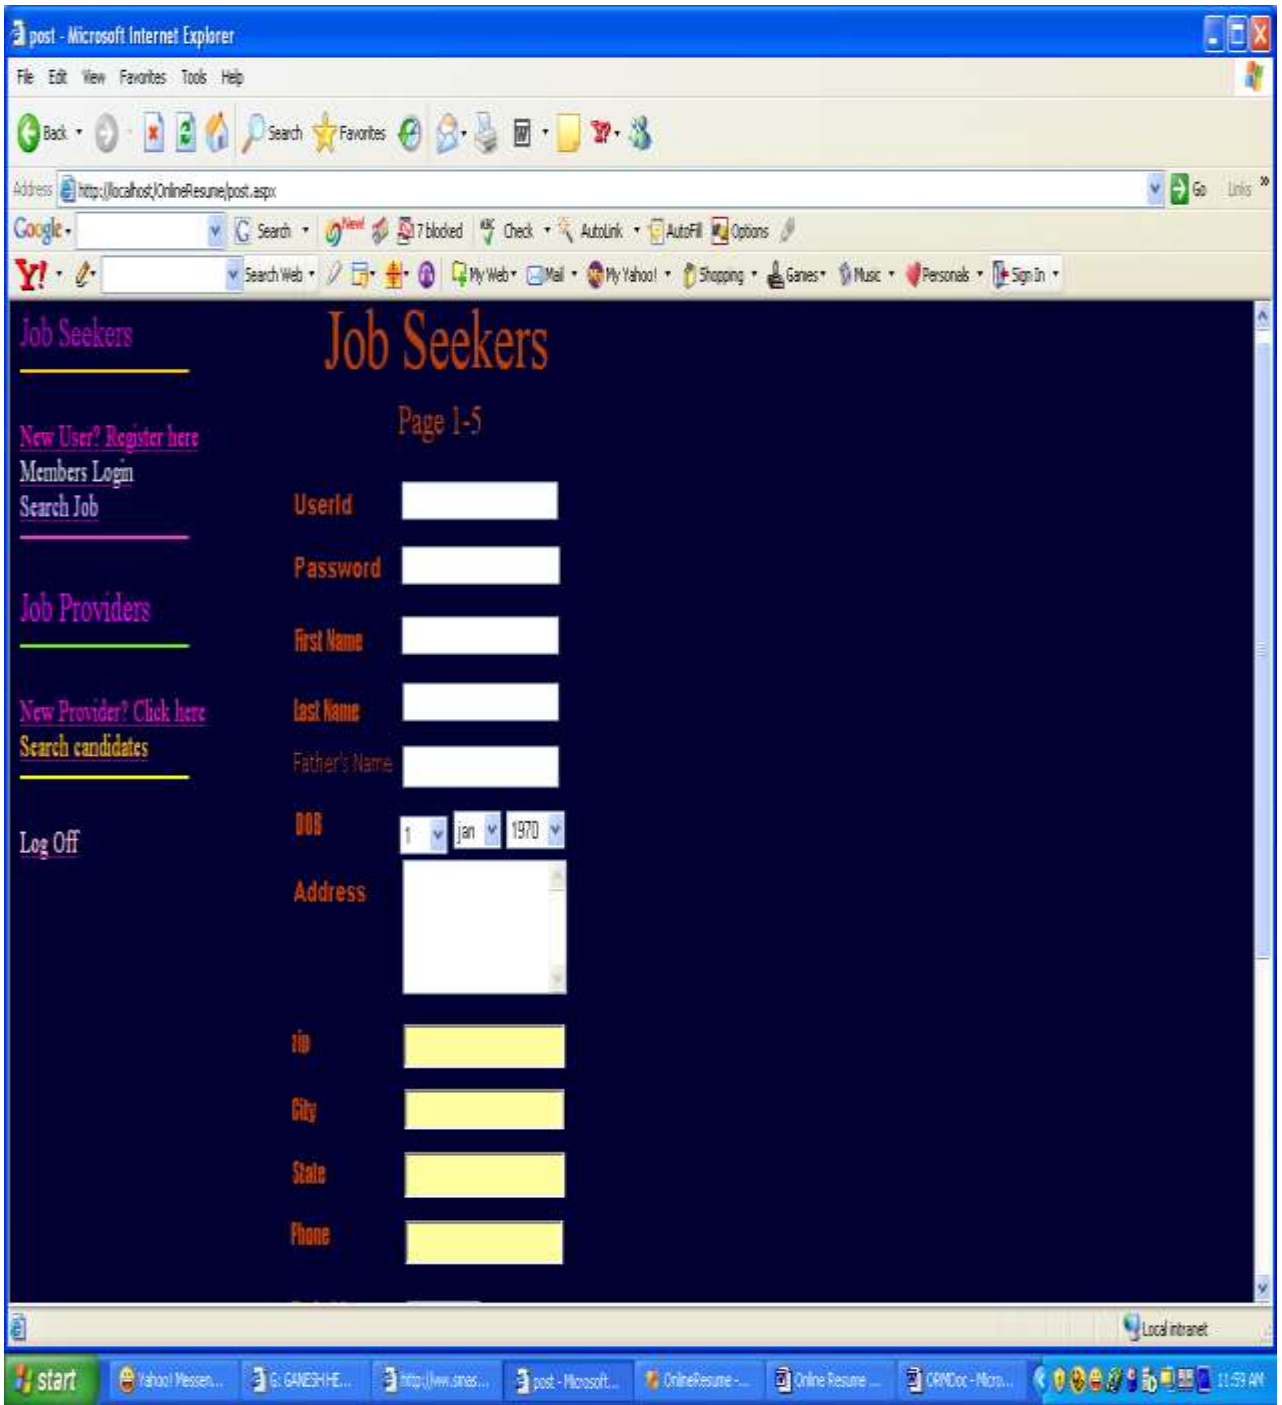 post - Microsoft Internet Explorer
File Edit View Favorites Tools Help
Back Search Favorites
Address http://localhost/OnlineResume/post.aspx Go Links »
Google Search New! 7 blocked Check AutoLink AutoFill Options
Y! Search Web My Web Mail My Yahoo! Shopping Games Music Personals Sign In
Job Seekers
New User? Register here
Members Login
Search Job
Job Providers
New Provider? Click here
Search candidates
Log Off
Job Seekers
Page 1-5
UserId
Password
First Name
Last Name
Father's Name
DOB 1 jan 1970
Address
zip
City
State
Phone
Local intranet
start Yahoo! Messen... G: GANESH HE... post - Microsoft... OnlineResume -... Online Resume ... ORMDoc - Micro... 11:59 AM